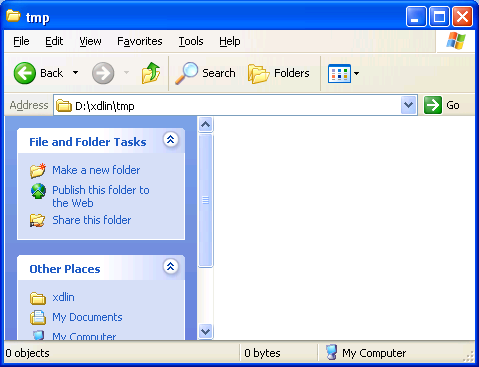 tmp
File Edit View Favorites Tools Help
Back Search Folders
Address D:\xdlin\tmp Go
File and Folder Tasks
Make a new folder
Publish this folder to
the Web
Share this folder
Other Places
xdlin
My Documents
My Computer
0 objects 0 bytes My Computer